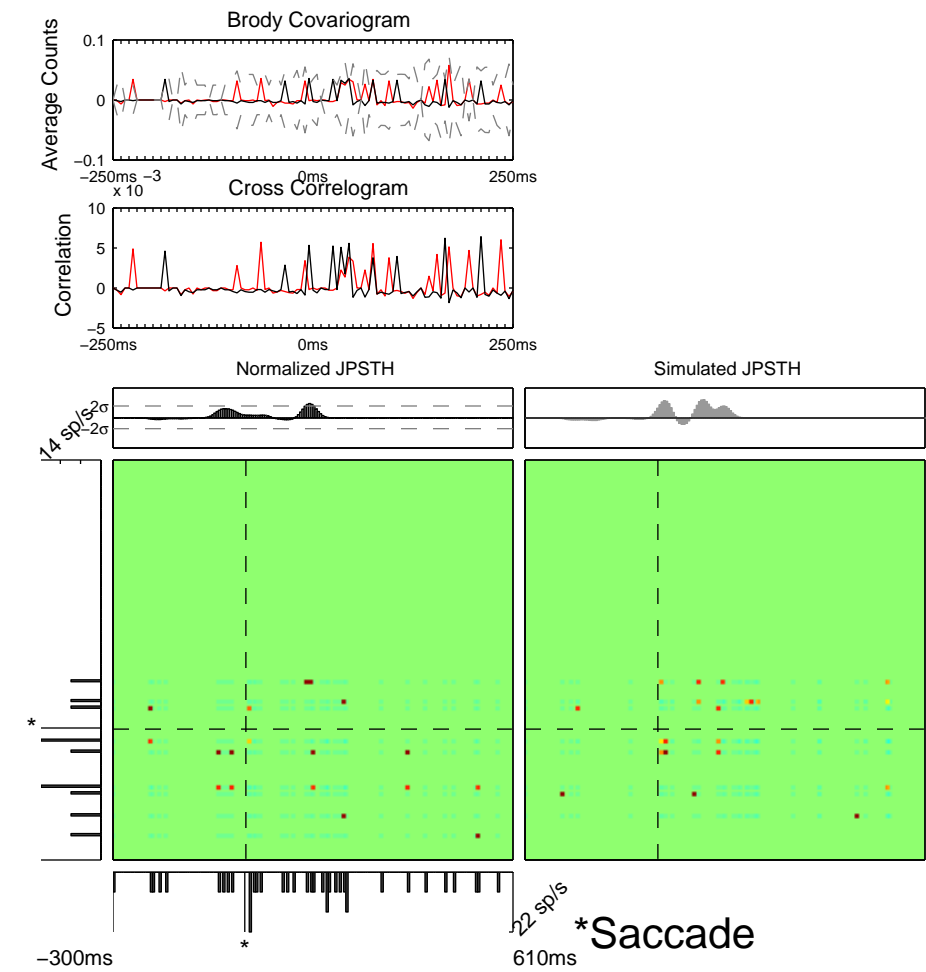 Brody Covariogram
0.1
0
−0.1
Average Counts
−250ms
0ms
250ms
x 10
−3
Cross Correlogram
10
5
0
−5
Correlation
−250ms
0ms
250ms
Normalized JPSTH
Simulated JPSTH
2σ
−2σ
14 sp/s
*
*
22 sp/s
*Saccade
−300ms
610ms